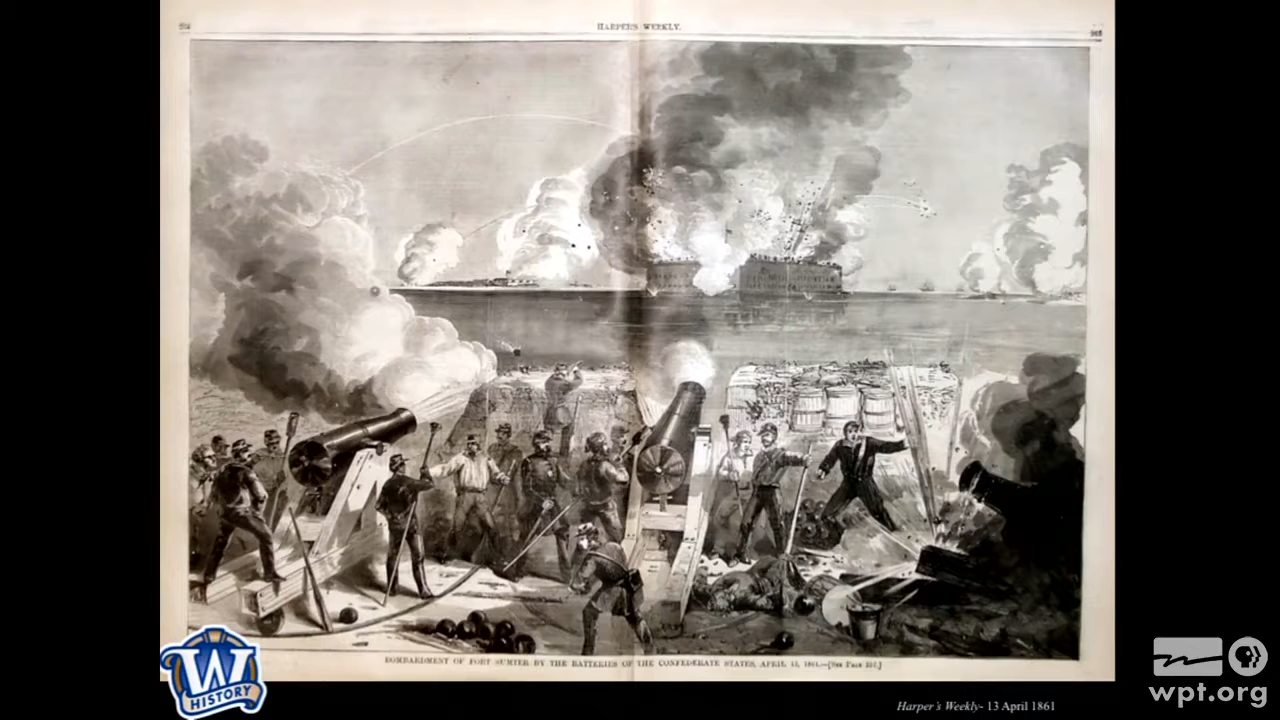 HARPER'S WEEKLY.
BOMBARDMENT OF FORT SUMTER BY THE BATTERIES OF THE CONFEDERATE STATES, APRIL 13, 1861.—[SEE PAGE
W
HISTORY
wpt.org
Harper's Weekly- 13 April 1861